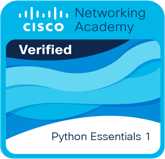 CISCO
Networking
Academy
Verified
Python Essentials 1